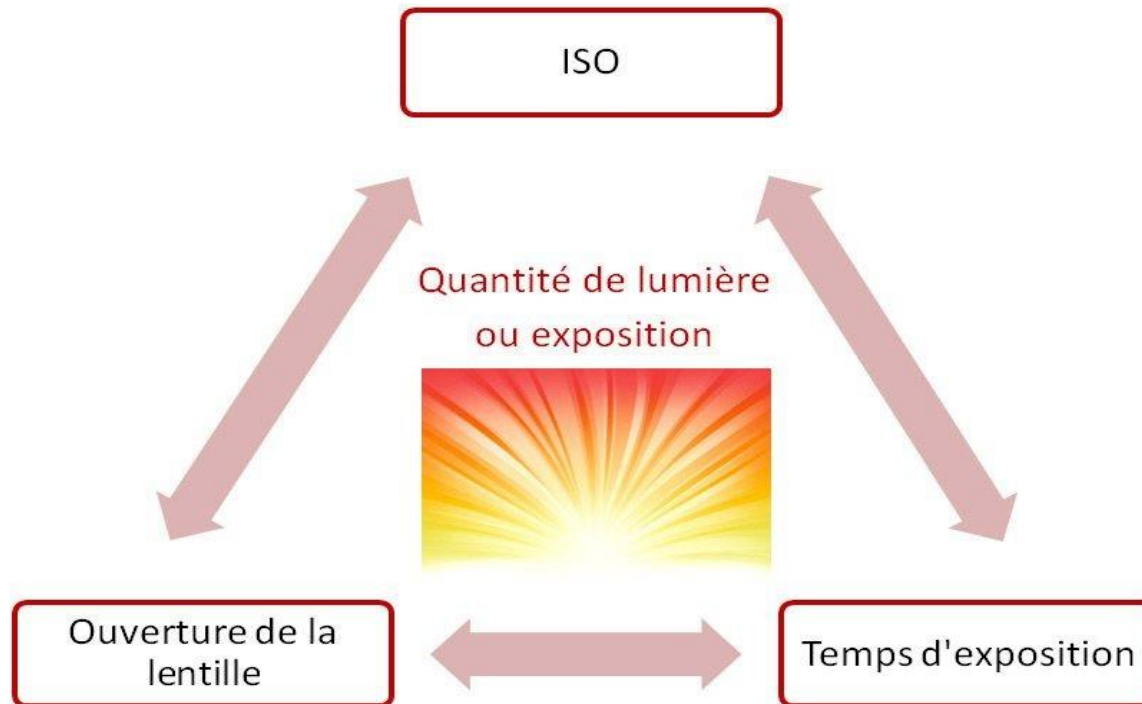 ISO
Quantité de lumière
ou exposition
Ouverture de la
lentille
Temps d'exposition